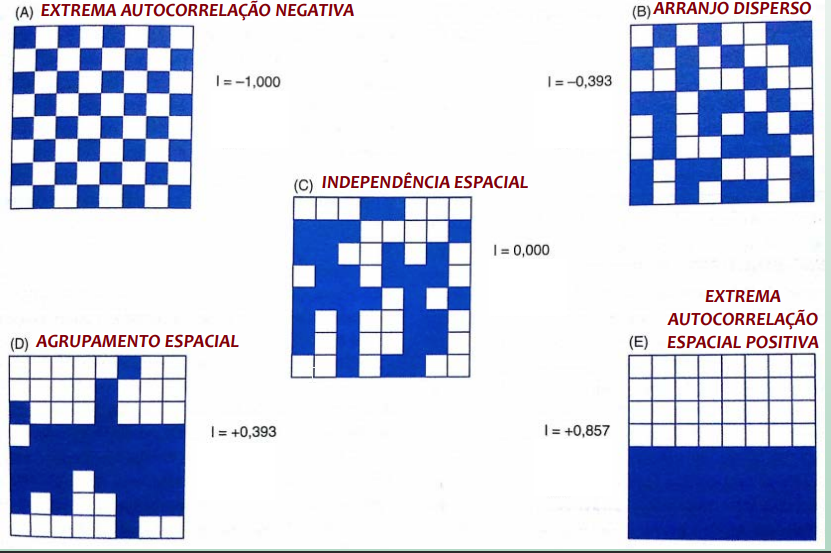 (A) EXTREMA AUTOCORRELAÇÃO NEGATIVA
I = –1,000
(B) ARRANJO DISPERSO
I = –0,393
(C) INDEPENDÊNCIA ESPACIAL
I = 0,000
(D) AGRUPAMENTO ESPACIAL
I = +0,393
EXTREMA
AUTOCORRELAÇÃO
(E) ESPACIAL POSITIVA
I = +0,857